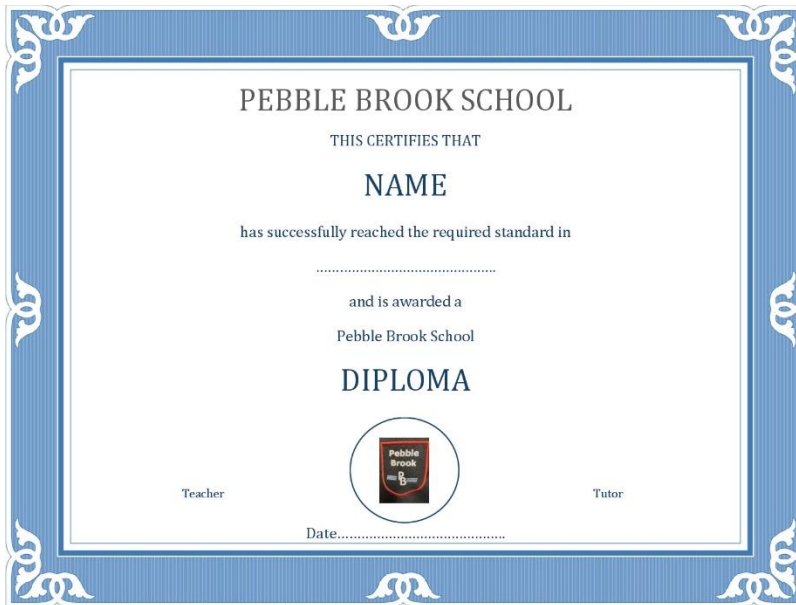 PEBBLE BROOK SCHOOL
THIS CERTIFIES THAT
NAME
has successfully reached the required standard in
..............................................
and is awarded a
Pebble Brook School
DIPLOMA
Pebble
Brook
PB
Teacher
Tutor
Date...........................................